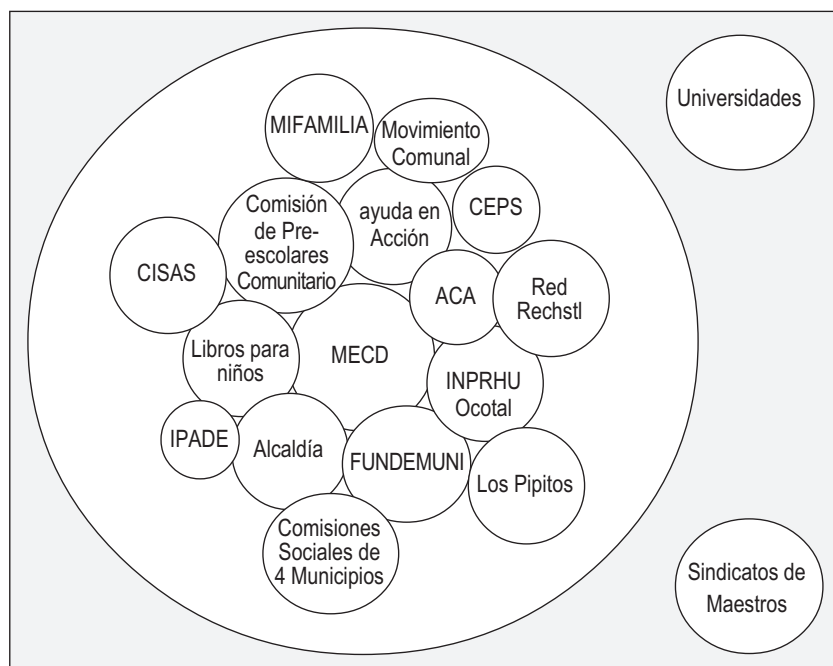 Universidades
MIFAMILIA
Movimiento
Comunal
CEPS
ayuda en
Acción
Comisión
de Pre-
escolares
Comunitario
CISAS
ACA
Red
Rechstl
Libros para
niños
MECD
INPRHU
Ocotal
IPADE
Alcaldía
FUNDEMUNI
Los Pipitos
Comisiones
Sociales de
4 Municipios
Sindicatos de
Maestros